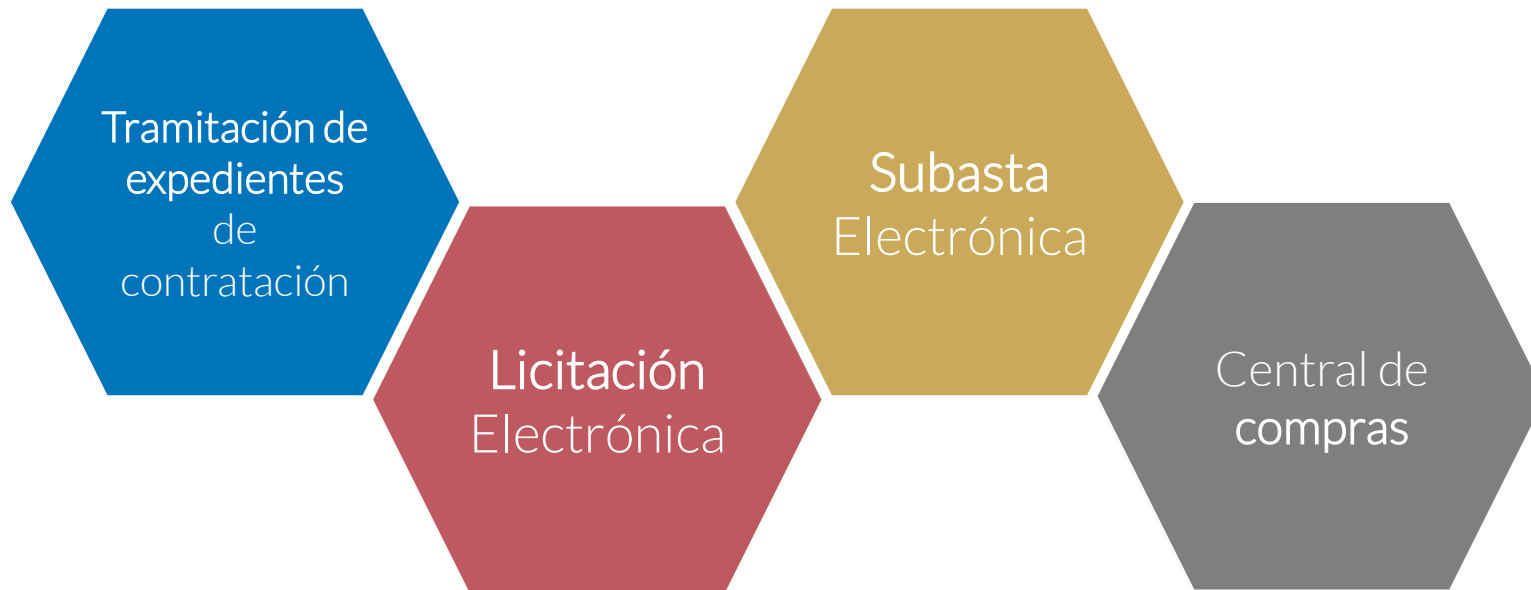 Tramitación de
expedientes
de
contratación
Licitación
Electrónica
Subasta
Electrónica
Central de
compras